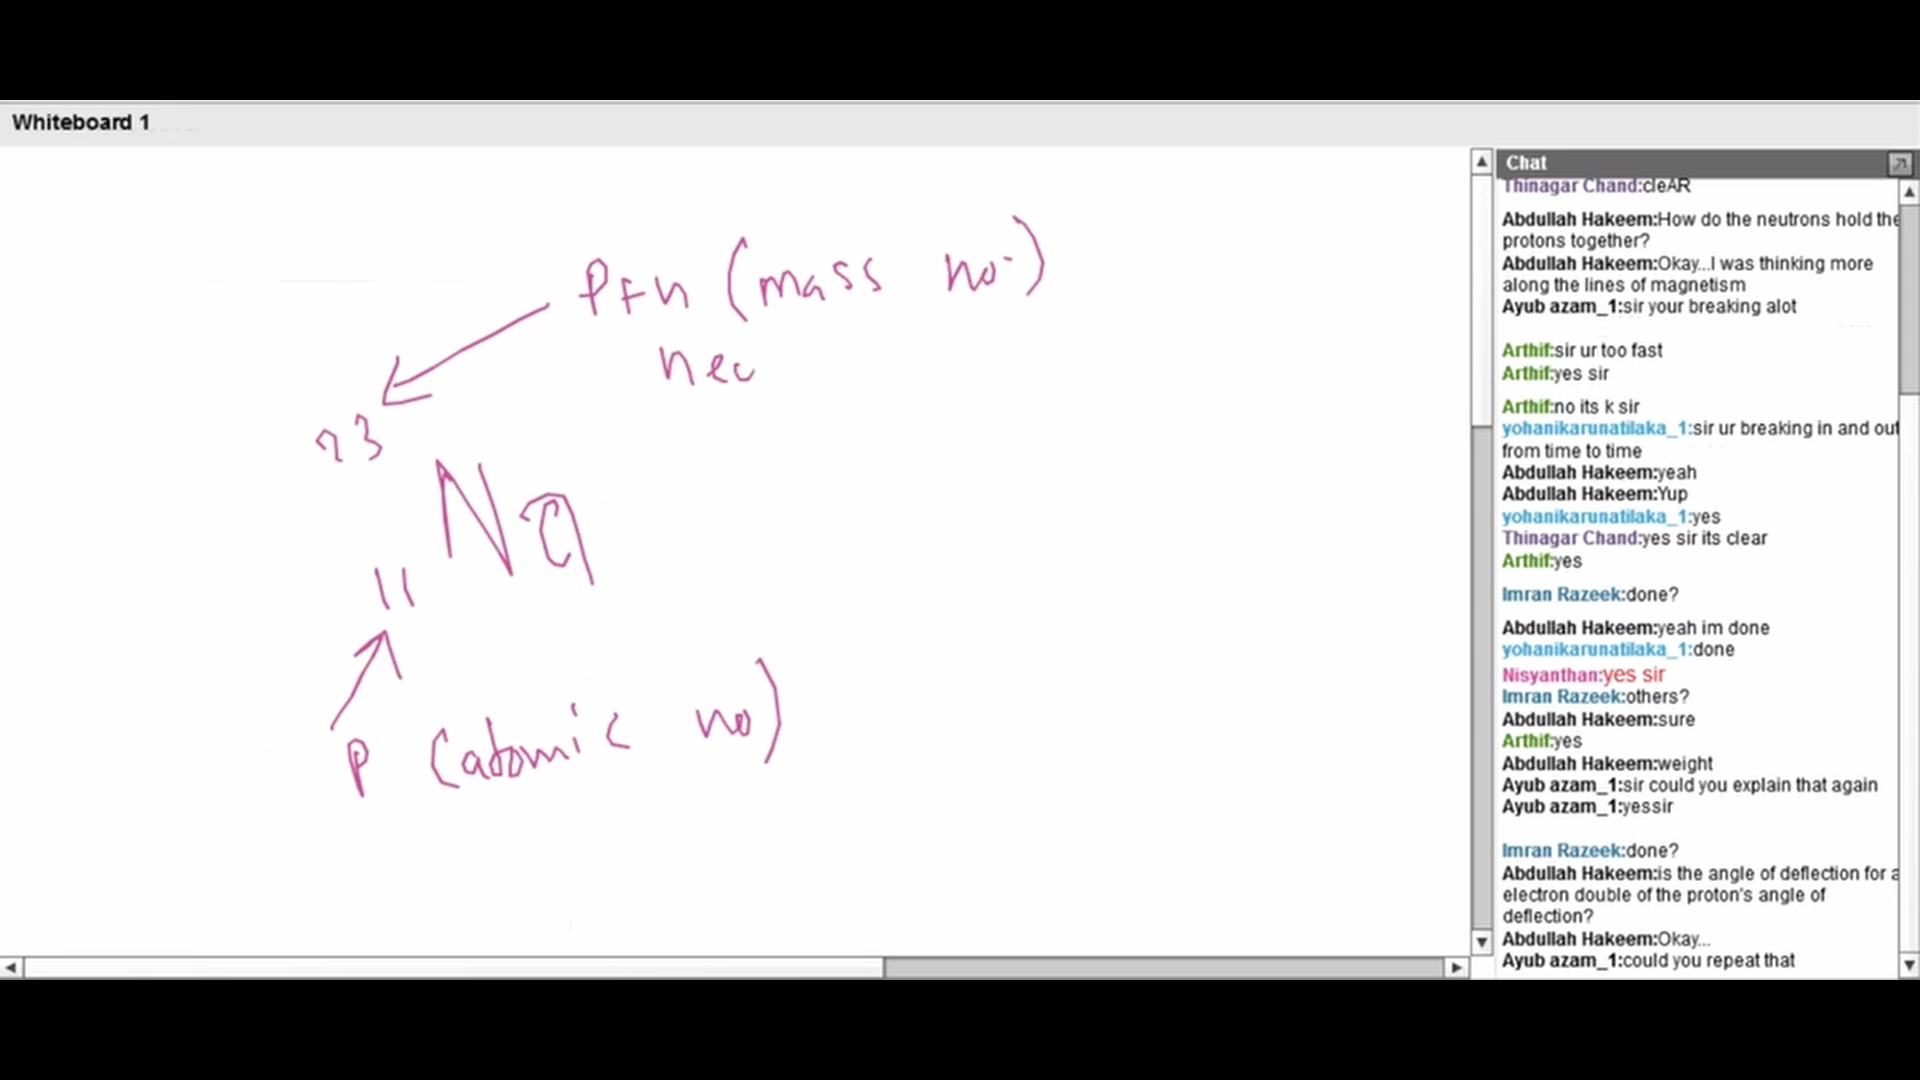 Whiteboard 1
P+n (mass no.)
neu
23
Na
11
P (atomic no)
Chat
Thinagar Chand:cleAR
Abdullah Hakeem:How do the neutrons hold the
protons together?
Abdullah Hakeem:Okay...I was thinking more
along the lines of magnetism
Ayub azam_1:sir your breaking alot
Arthif:sir ur too fast
Arthif:yes sir
Arthif:no its k sir
yohanikarunatilaka_1:sir ur breaking in and out
from time to time
Abdullah Hakeem:yeah
Abdullah Hakeem:Yup
yohanikarunatilaka_1:yes
Thinagar Chand:yes sir its clear
Arthif:yes
Imran Razeek:done?
Abdullah Hakeem:yeah im done
yohanikarunatilaka_1:done
Nisyanthan:yes sir
Imran Razeek:others?
Abdullah Hakeem:sure
Arthif:yes
Abdullah Hakeem:weight
Ayub azam_1:sir could you explain that again
Ayub azam_1:yessir
Imran Razeek:done?
Abdullah Hakeem:is the angle of deflection for a
electron double of the proton's angle of
deflection?
Abdullah Hakeem:Okay...
Ayub azam_1:could you repeat that